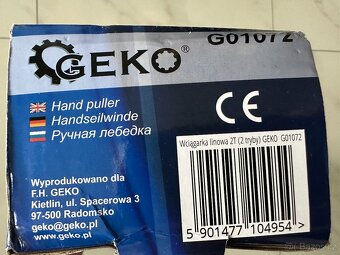 G01072
GEKO®
Hand puller
Handseilwinde
Ручная лебедка
CE
Wciągarka linowa 2T (2 tryby) GEKO G01072
5 901477 104954 >
Wyprodukowano dla
F.H. GEKO
Kietlin, ul. Spacerowa 3
97-500 Radomsko
geko@geko.pl
www.geko.pl